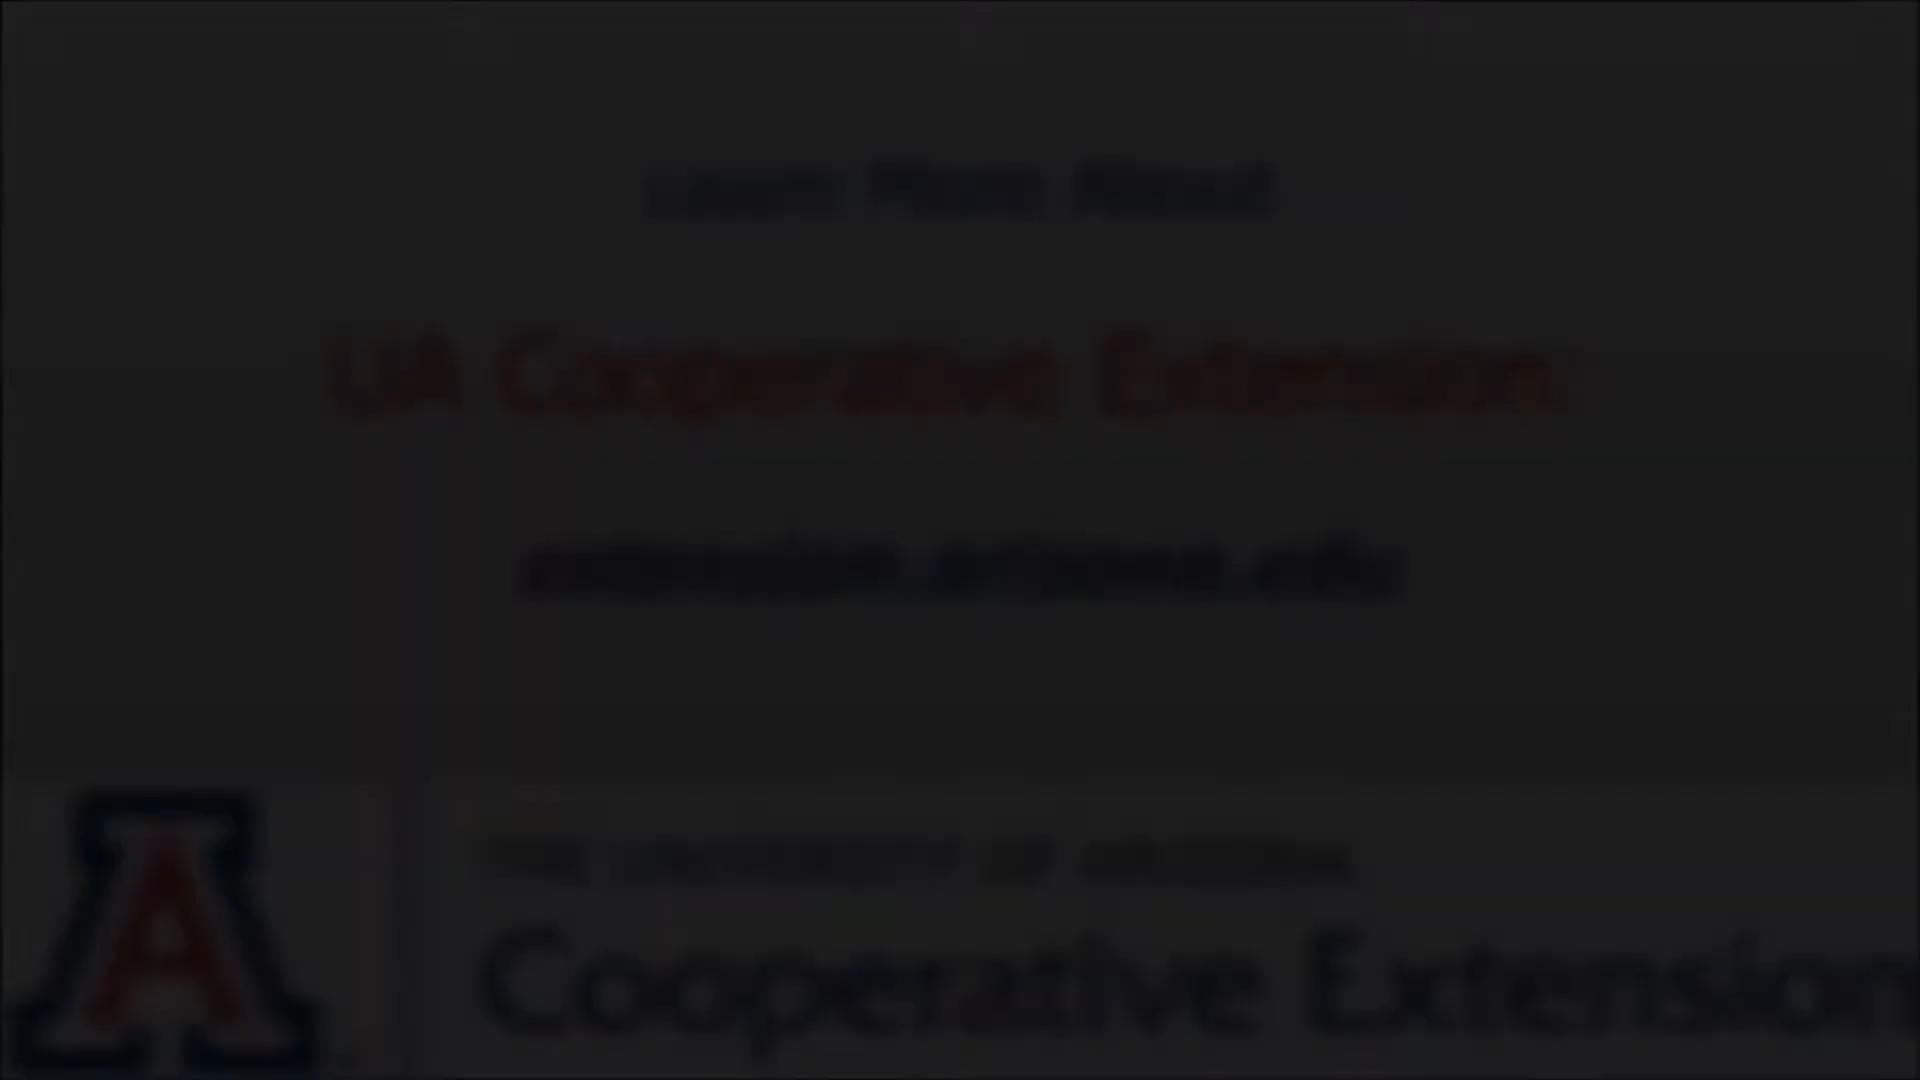 Learn More About
UA Cooperative Extension:
extension.arizona.edu
A
THE UNIVERSITY OF ARIZONA
Cooperative Extension